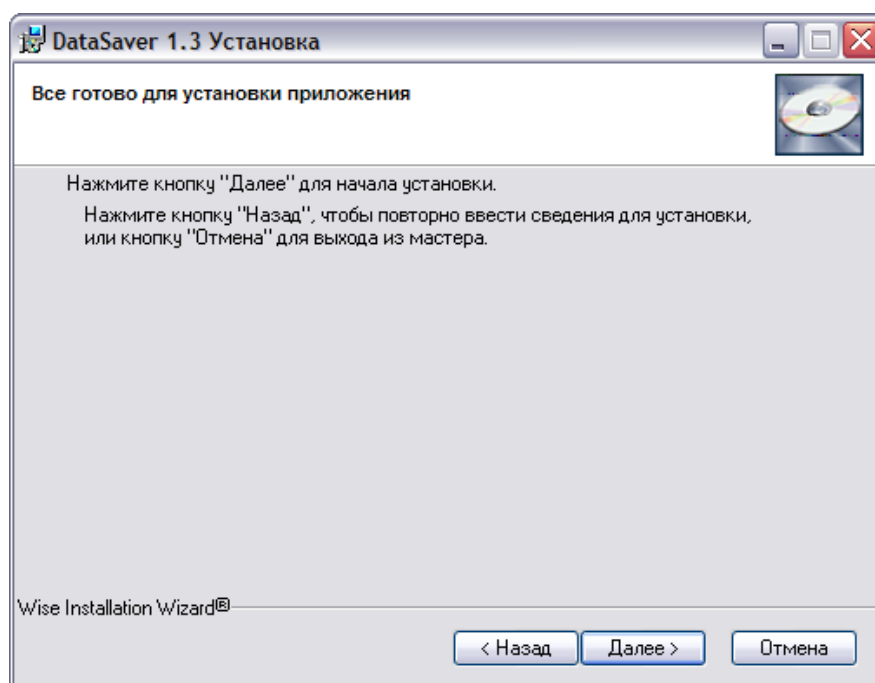 DataSaver 1.3 Установка
Все готово для установки приложения
Нажмите кнопку "Далее" для начала установки.
Нажмите кнопку "Назад", чтобы повторно ввести сведения для установки,
или кнопку "Отмена" для выхода из мастера.
Wise Installation Wizard®
< Назад Далее > Отмена